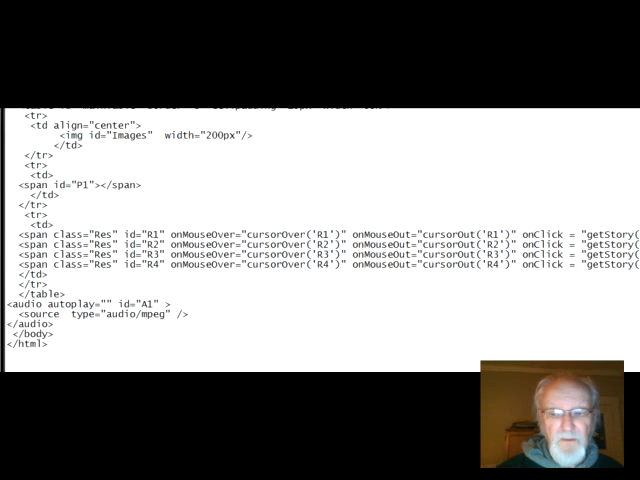 <tr>
<td align="center">
<img id="Images" width="200px"/>
</td>
</tr>
<tr>
<td>
<span id="P1"></span>
</td>
</tr>
<tr>
<td>
<span class="Res" id="R1" onMouseOver="cursorOver('R1')" onMouseOut="cursorOut('R1')" onClick = "getStory(
<span class="Res" id="R2" onMouseOver="cursorOver('R2')" onMouseOut="cursorOut('R2')" onClick = "getStory(
<span class="Res" id="R3" onMouseOver="cursorOver('R3')" onMouseOut="cursorOut('R3')" onClick = "getStory(
<span class="Res" id="R4" onMouseOver="cursorOver('R4')" onMouseOut="cursorOut('R4')" onClick = "getStory(
</td>
</tr>
</table>
<audio autoplay="" id="A1" >
<source type="audio/mpeg" />
</audio>
</body>
</html>